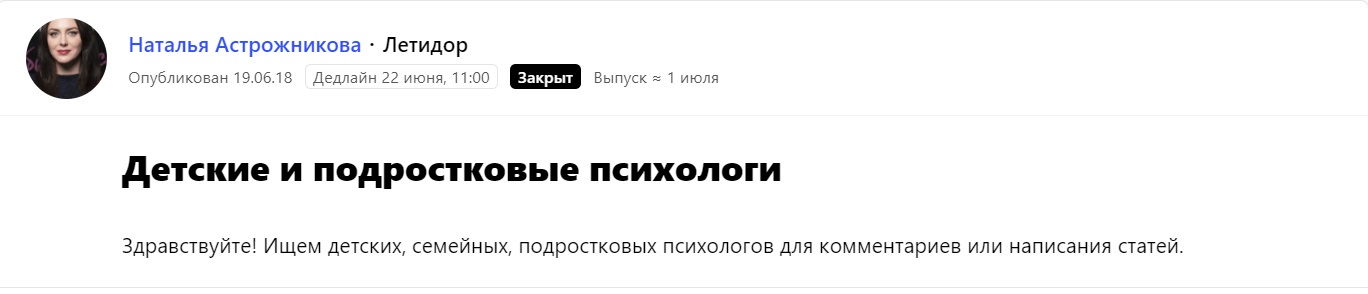 Наталья Астрожникова · Летидор
Опубликован 19.06.18 Дедлайн 22 июня, 11:00 Закрыт Выпуск ≈ 1 июля
Детские и подростковые психологи
Здравствуйте! Ищем детских, семейных, подростковых психологов для комментариев или написания статей.